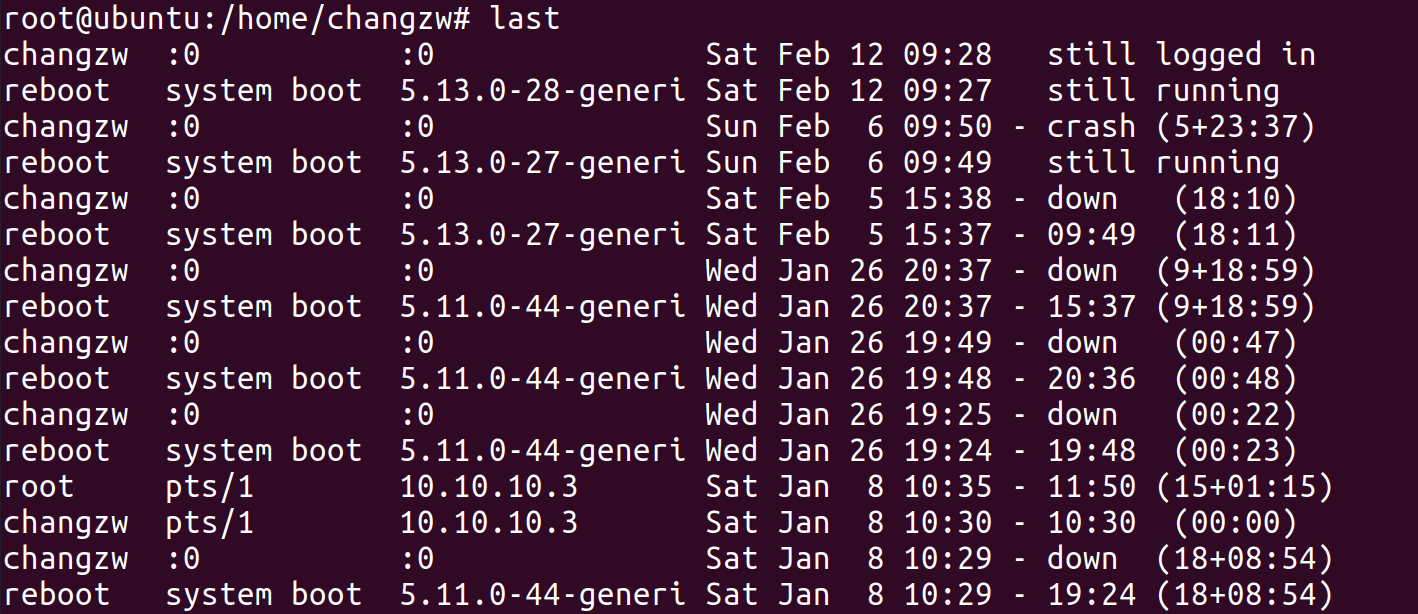 root@ubuntu:/home/changzw# last
changzw  :0           :0               Sat Feb 12 09:28   still logged in
reboot   system boot  5.13.0-28-generi Sat Feb 12 09:27   still running
changzw  :0           :0               Sun Feb  6 09:50 - crash (5+23:37)
reboot   system boot  5.13.0-27-generi Sun Feb  6 09:49   still running
changzw  :0           :0               Sat Feb  5 15:38 - down   (18:10)
reboot   system boot  5.13.0-27-generi Sat Feb  5 15:37 - 09:49  (18:11)
changzw  :0           :0               Wed Jan 26 20:37 - down  (9+18:59)
reboot   system boot  5.11.0-44-generi Wed Jan 26 20:37 - 15:37 (9+18:59)
changzw  :0           :0               Wed Jan 26 19:49 - down   (00:47)
reboot   system boot  5.11.0-44-generi Wed Jan 26 19:48 - 20:36  (00:48)
changzw  :0           :0               Wed Jan 26 19:25 - down   (00:22)
reboot   system boot  5.11.0-44-generi Wed Jan 26 19:24 - 19:48  (00:23)
root     pts/1        10.10.10.3       Sat Jan  8 10:35 - 11:50 (15+01:15)
changzw  pts/1        10.10.10.3       Sat Jan  8 10:30 - 10:30  (00:00)
changzw  :0           :0               Sat Jan  8 10:29 - down  (18+08:54)
reboot   system boot  5.11.0-44-generi Sat Jan  8 10:29 - 19:24 (18+08:54)